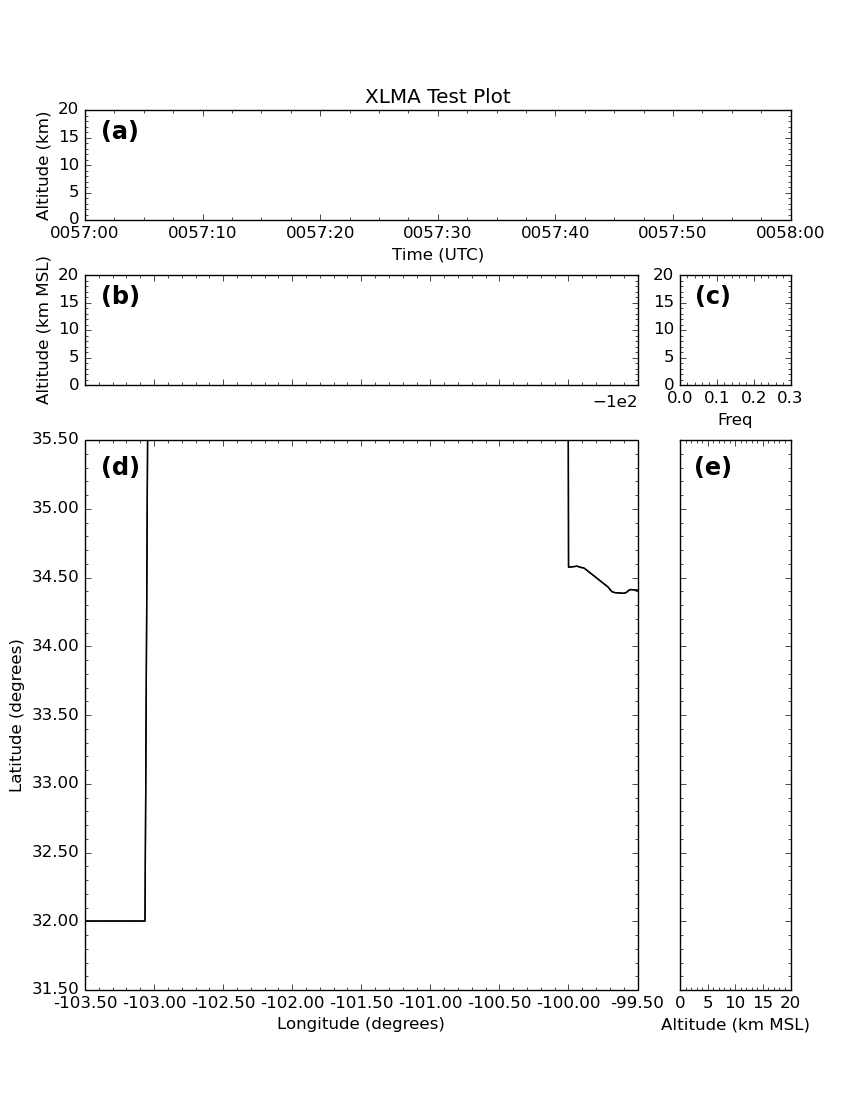 XLMA Test Plot
(a)
Altitude (km)
20
15
10
5
0
0057:00 0057:10 0057:20 0057:30 0057:40 0057:50 0058:00
Time (UTC)
(b)
Altitude (km MSL)
20
15
10
5
0
−1e2
(c)
20
15
10
5
0
0.0 0.1 0.2 0.3
Freq
(d)
Latitude (degrees)
35.50
35.00
34.50
34.00
33.50
33.00
32.50
32.00
31.50
-103.50 -103.00 -102.50 -102.00 -101.50 -101.00 -100.50 -100.00 -99.50
Longitude (degrees)
(e)
0 5 10 15 20
Altitude (km MSL)